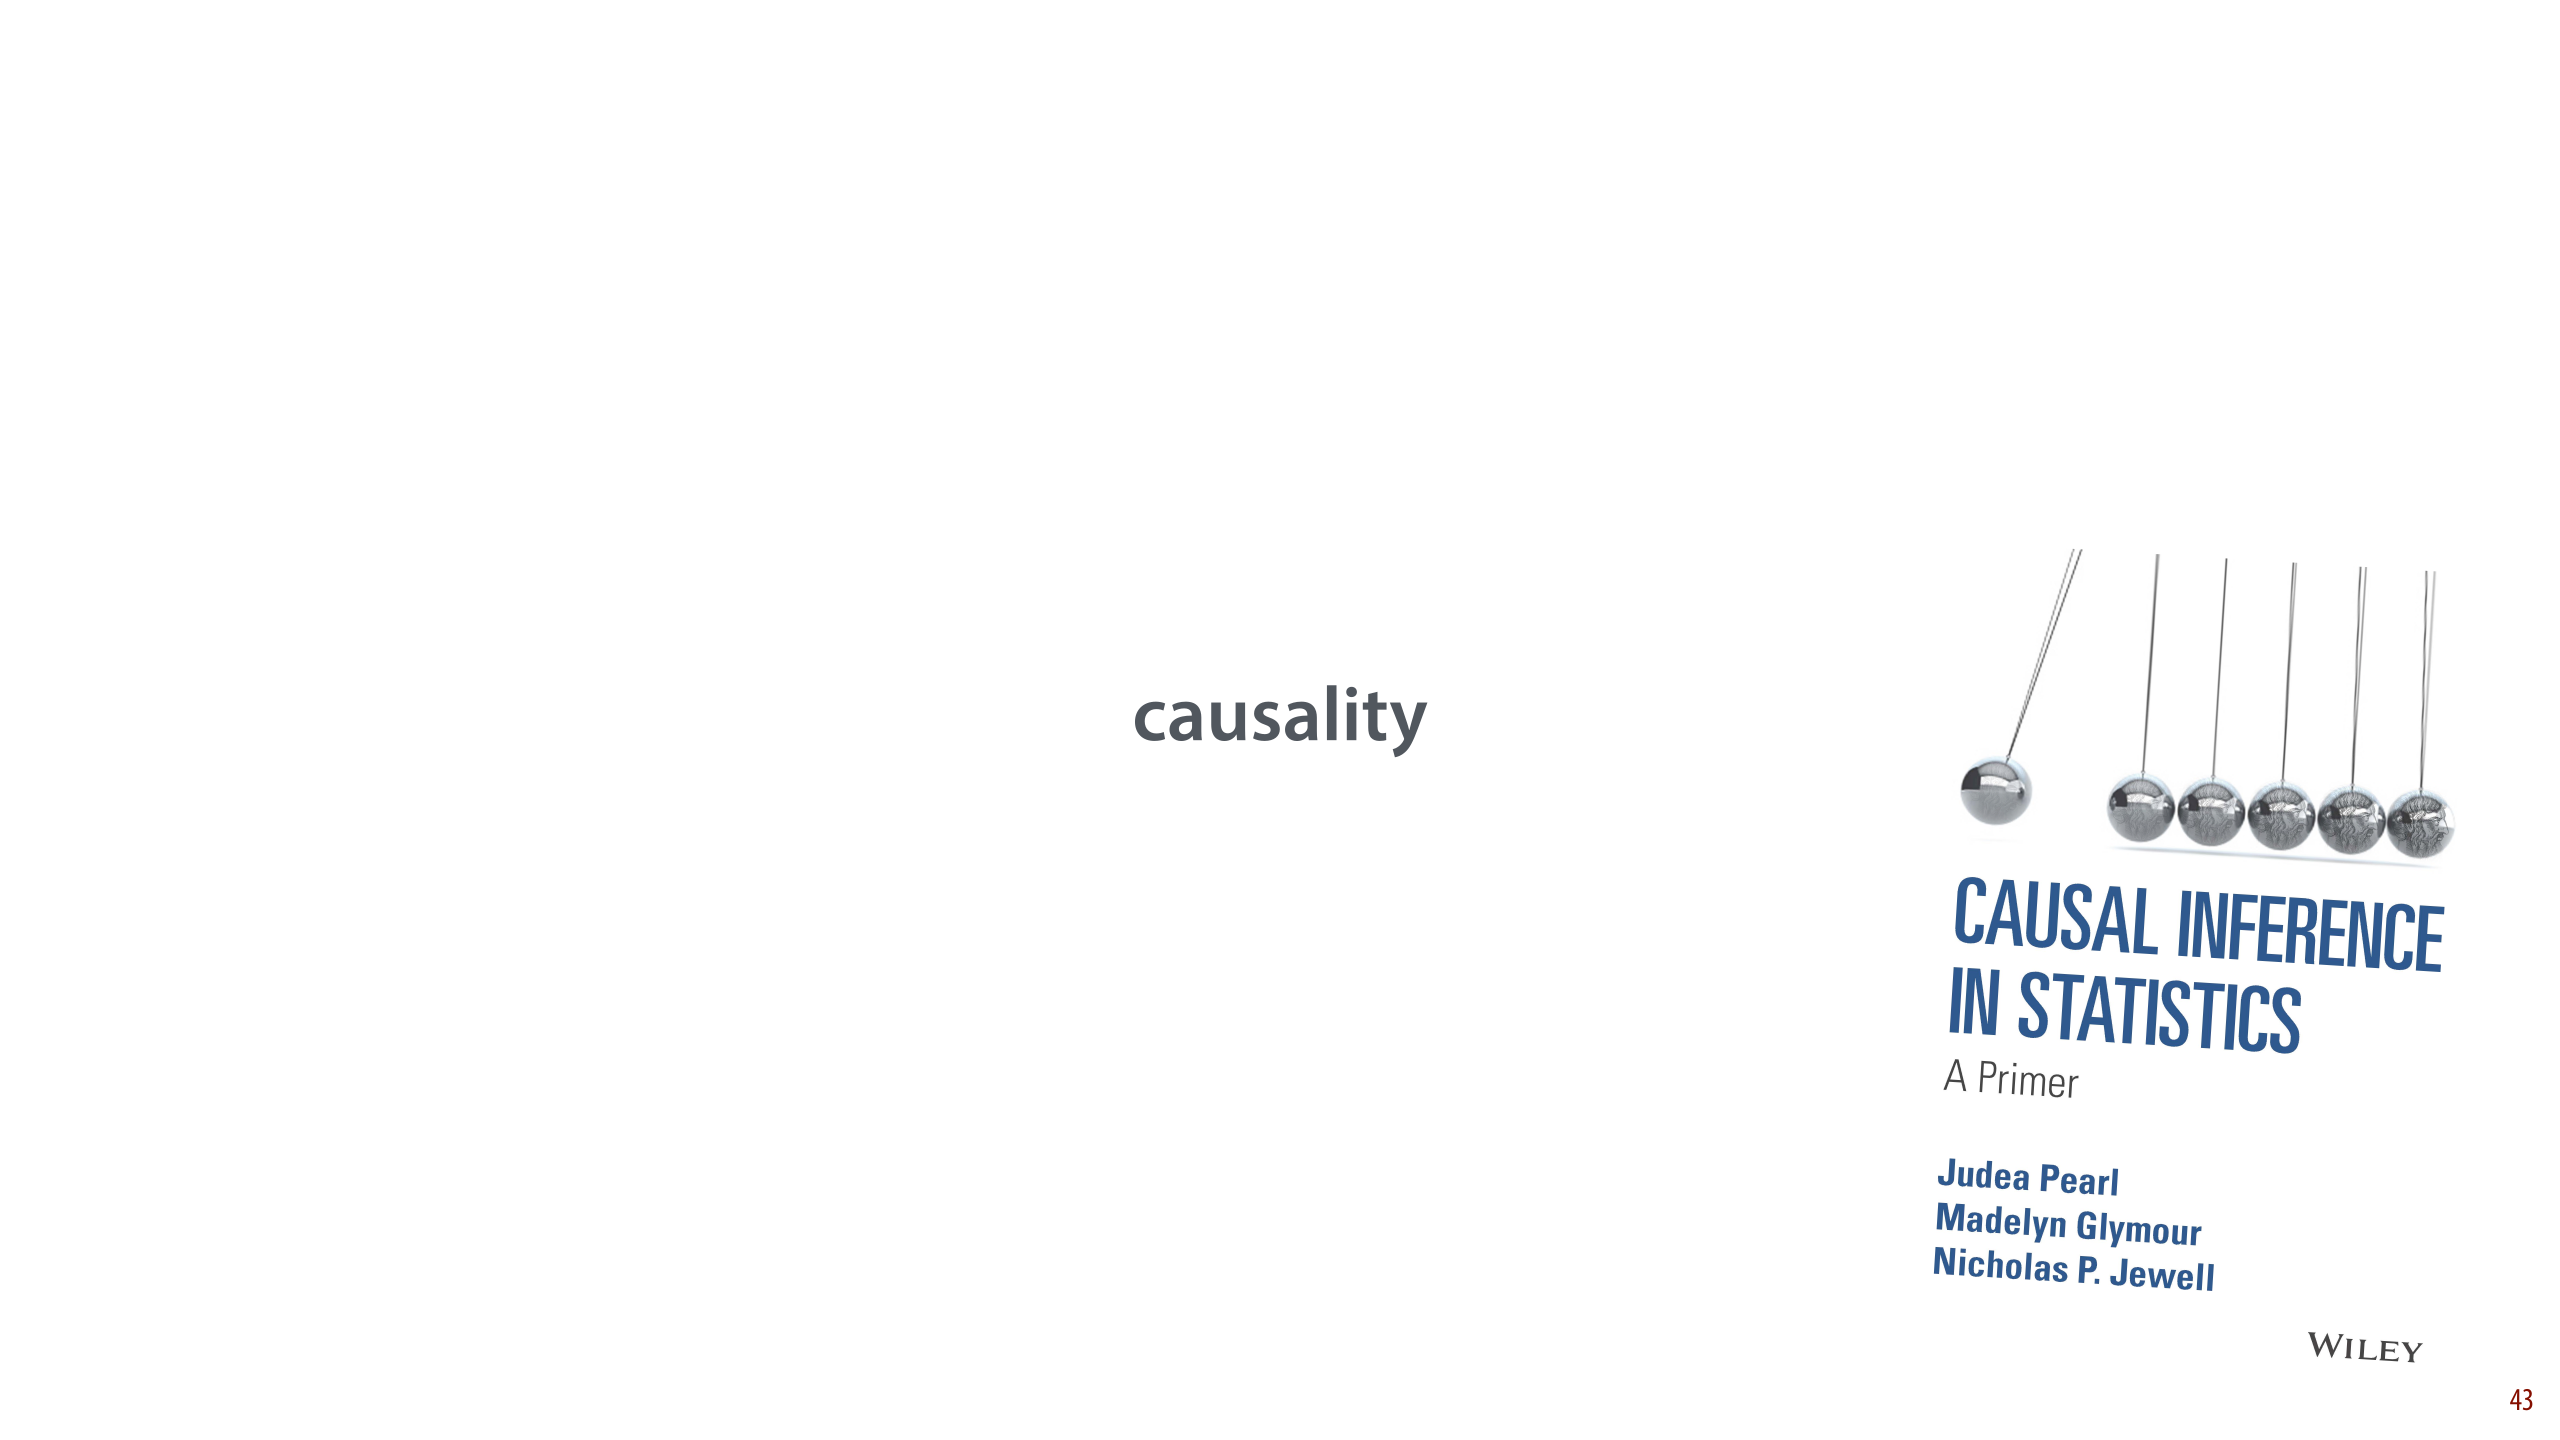 causality
CAUSAL INFERENCE
IN STATISTICS
A Primer
Judea Pearl
Madelyn Glymour
Nicholas P. Jewell
WILEY
43